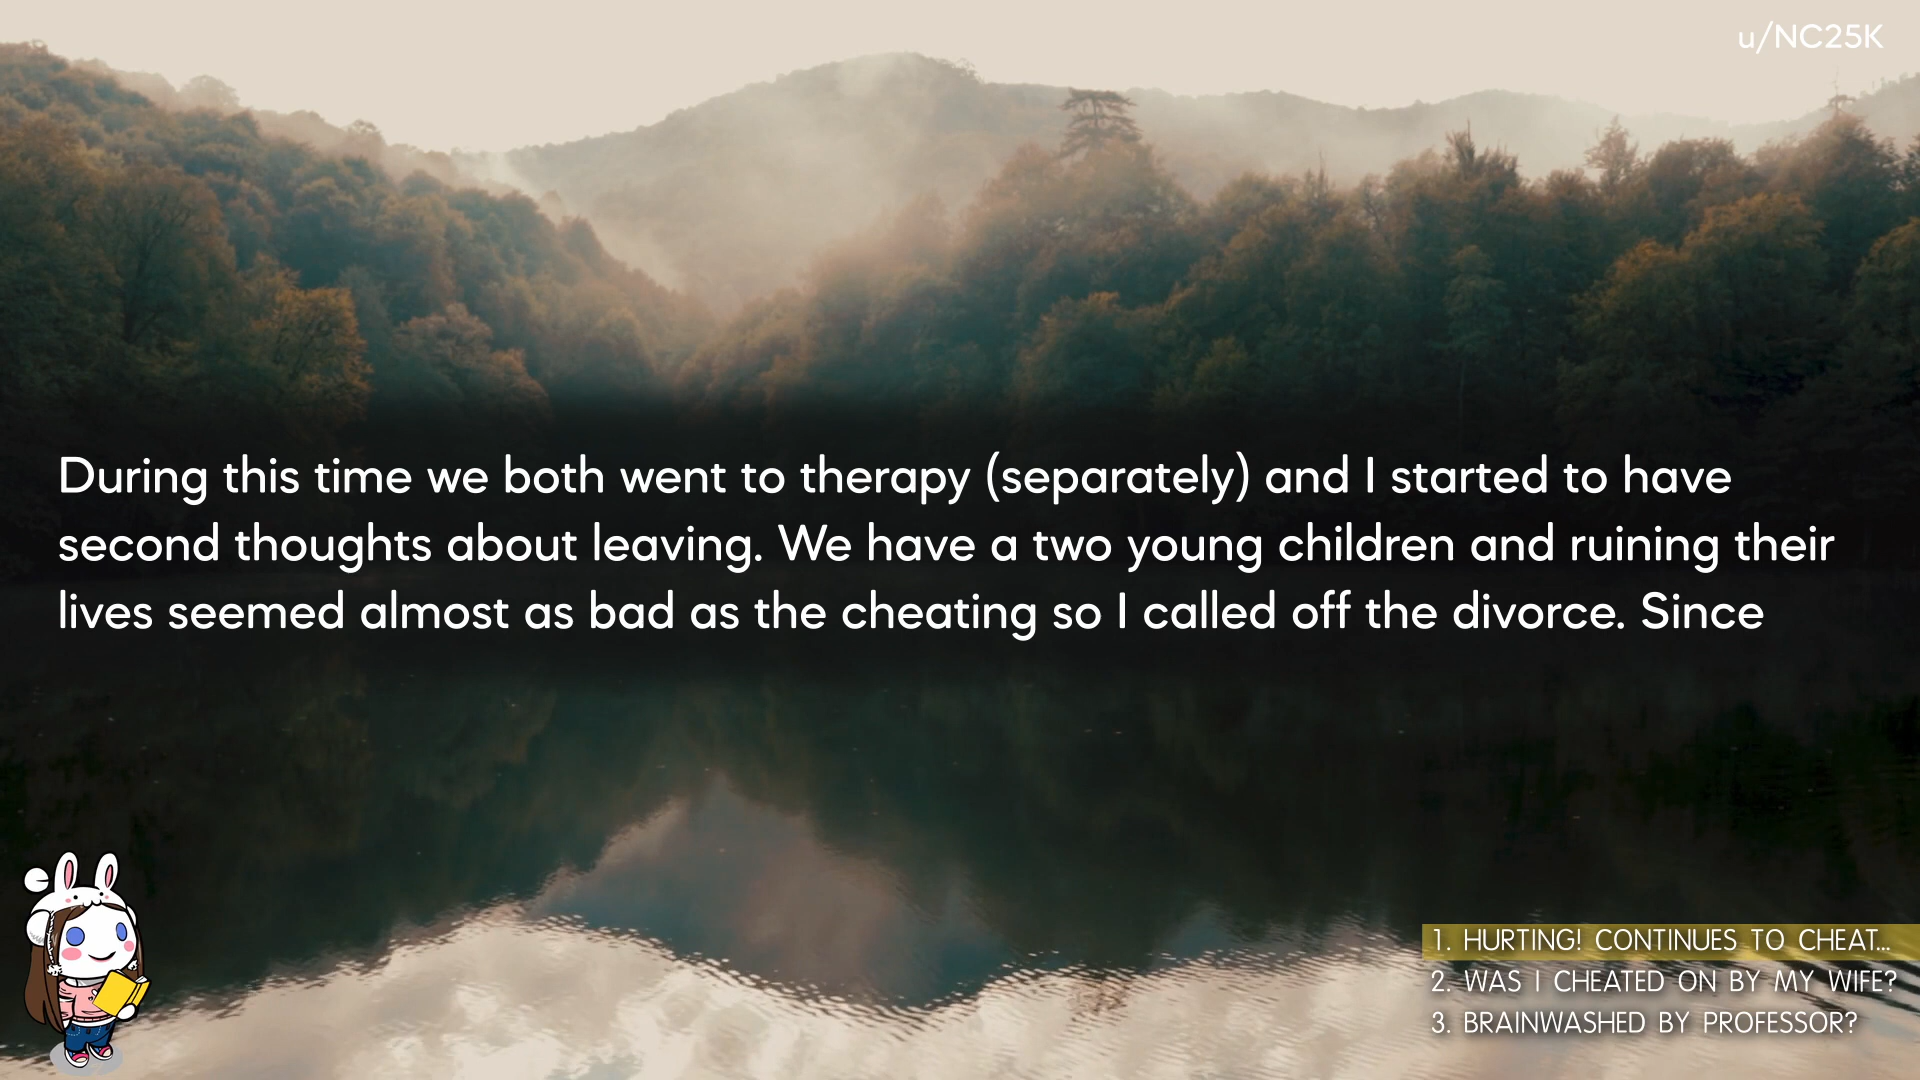 u/NC25K
During this time we both went to therapy (separately) and I started to have
second thoughts about leaving. We have a two young children and ruining their
lives seemed almost as bad as the cheating so I called off the divorce. Since
1. HURTING! CONTINUES TO CHEAT...
2. WAS I CHEATED ON BY MY WIFE?
3. BRAINWASHED BY PROFESSOR?